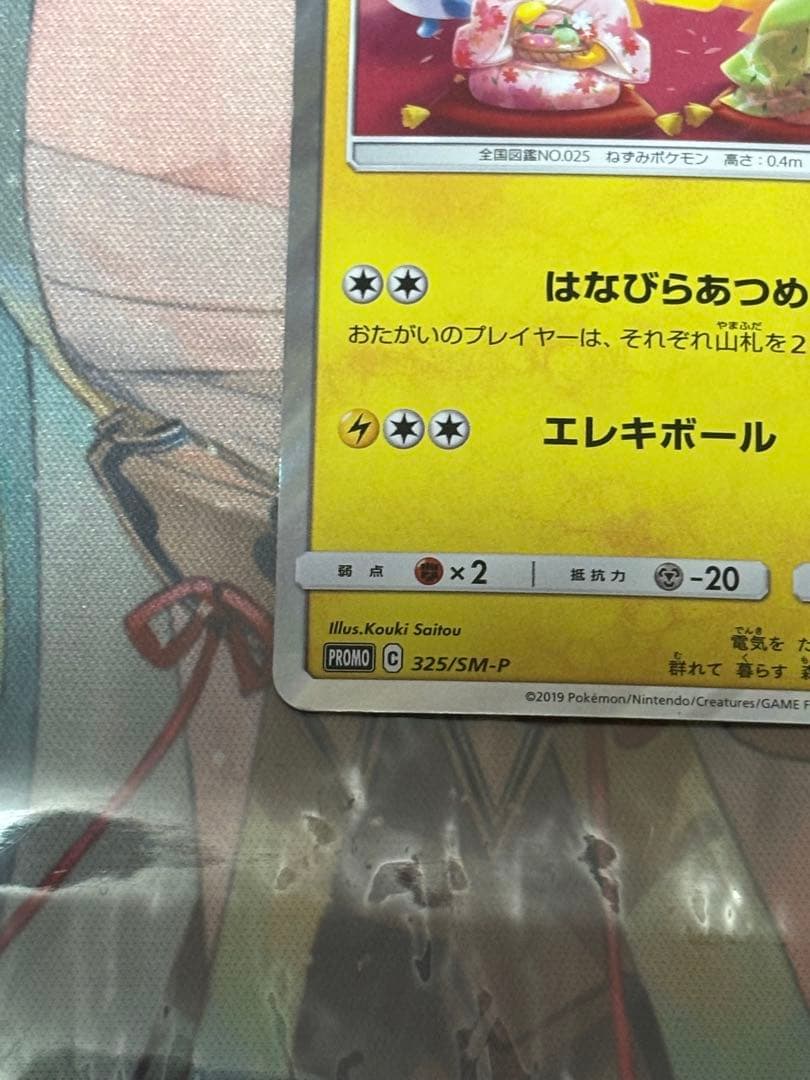 全国図鑑NO.025 ねずみポケモン 高さ:0.4m
はなびらあつめ
やまふだ
おたがいのプレイヤーは、それぞれ山札を2
エレキボール
弱点 ×2 抵抗力 -20
Illus.Kouki Saitou
でんき
電気を た
PROMO C 325/SM-P
む く
群れて 暮らす
©2019 Pokémon/Nintendo/Creatures/GAME F